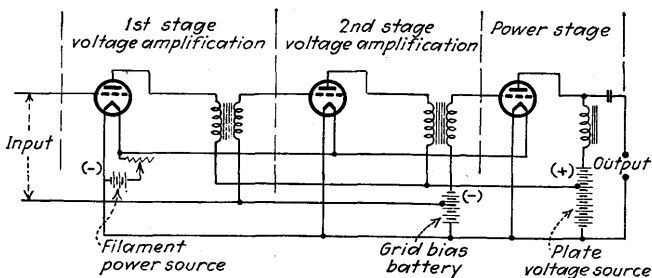 1st stage
voltage amplification
2nd stage
voltage amplification
Power stage
Input
(-)
(-)
(+)
Output
Filament
power source
Grid bias
battery
Plate
voltage source